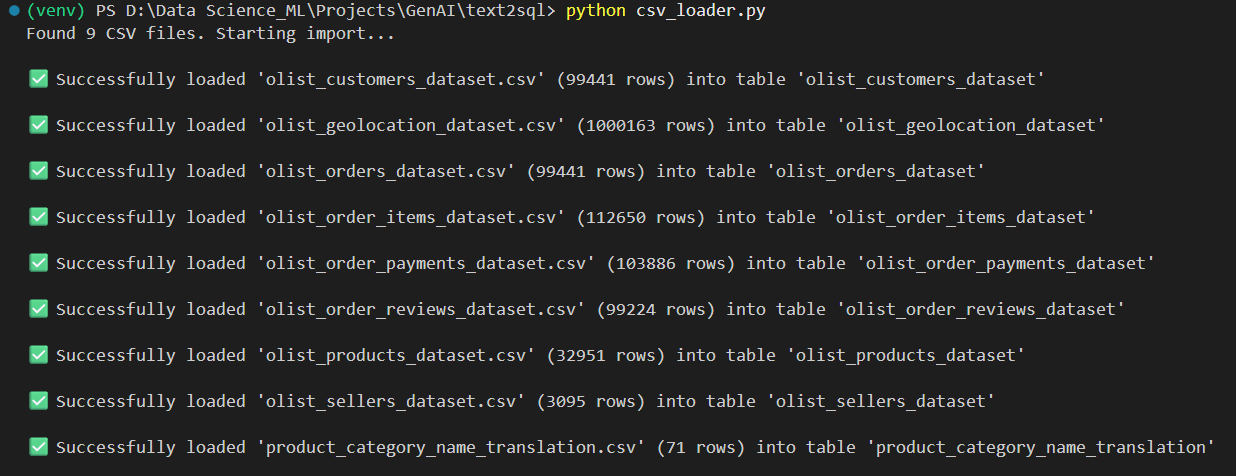 (venv) PS D:\Data Science_ML\Projects\GenAI\text2sql> python csv_loader.py
Found 9 CSV files. Starting import...
✅ Successfully loaded 'olist_customers_dataset.csv' (99441 rows) into table 'olist_customers_dataset'
✅ Successfully loaded 'olist_geolocation_dataset.csv' (1000163 rows) into table 'olist_geolocation_dataset'
✅ Successfully loaded 'olist_orders_dataset.csv' (99441 rows) into table 'olist_orders_dataset'
✅ Successfully loaded 'olist_order_items_dataset.csv' (112650 rows) into table 'olist_order_items_dataset'
✅ Successfully loaded 'olist_order_payments_dataset.csv' (103886 rows) into table 'olist_order_payments_dataset'
✅ Successfully loaded 'olist_order_reviews_dataset.csv' (99224 rows) into table 'olist_order_reviews_dataset'
✅ Successfully loaded 'olist_products_dataset.csv' (32951 rows) into table 'olist_products_dataset'
✅ Successfully loaded 'olist_sellers_dataset.csv' (3095 rows) into table 'olist_sellers_dataset'
✅ Successfully loaded 'product_category_name_translation.csv' (71 rows) into table 'product_category_name_translation'